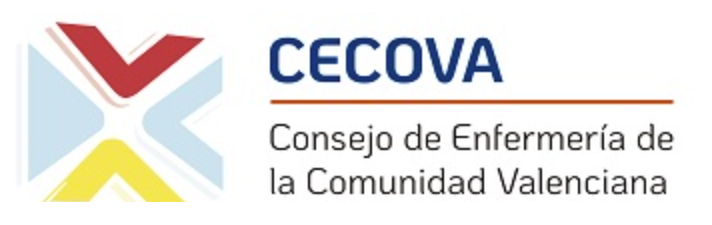 CECOVA
Consejo de Enfermería de
la Comunidad Valenciana